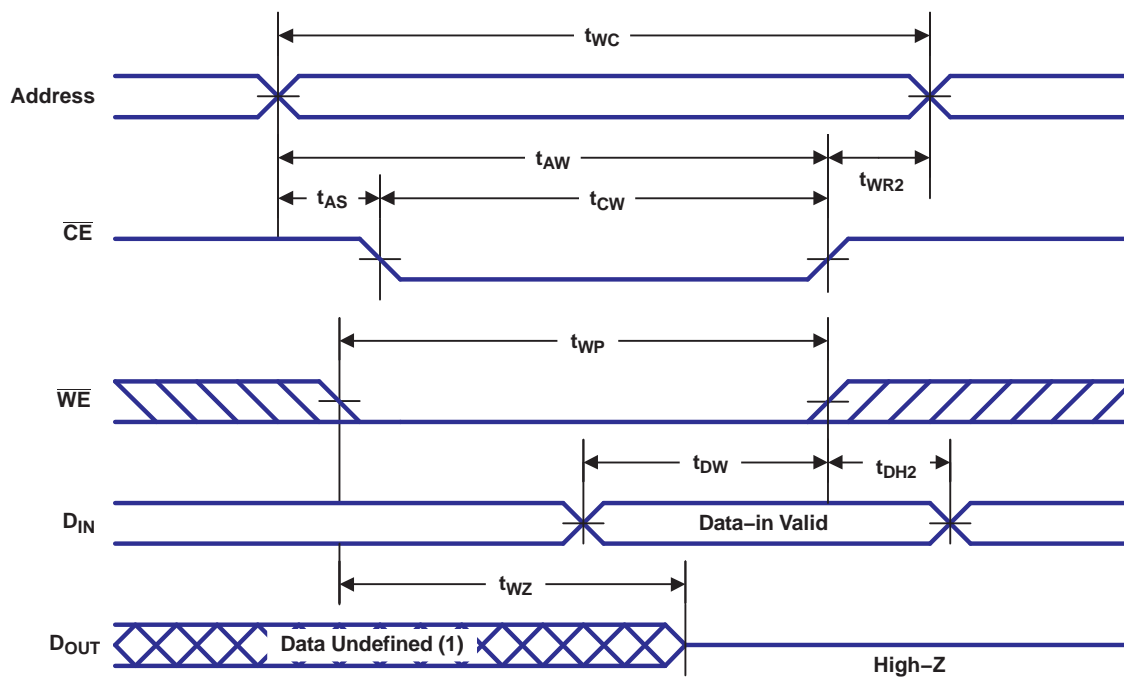 tWC
Address
tAW
tWR2
tAS
tCW
CE
tWP
WE
tDW
tDH2
DIN
Data–in Valid
tWZ
DOUT
Data Undefined (1)
High–Z